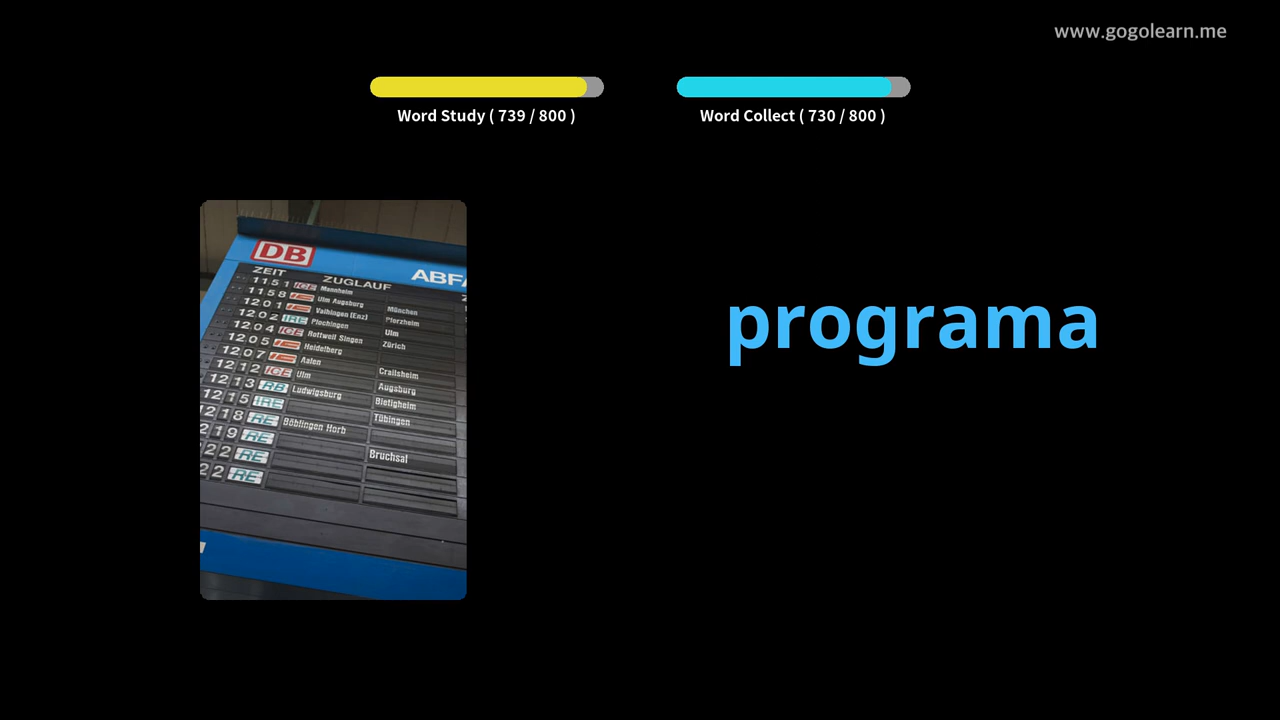 www.gogolearn.me
Word Study ( 739 / 800 )
Word Collect ( 730 / 800 )
DB
ABFA
ZEIT ZUGLAUF
1151 ICE Mannheim
1158 Ulm Augsburg München
1201 Vaihingen (Enz) Pforzheim
1202 IRE Plochingen Ulm
1204 ICE Rottweil Singen Zürich
1205 Heidelberg
1207 Aalen Crailsheim
1212 ICE Ulm Augsburg
1213 RB Ludwigsburg Bietigheim
1215 IRE Tübingen
1218 RE Böblingen Horb
219 RE Bruchsal
22 RE
22 RE
programa